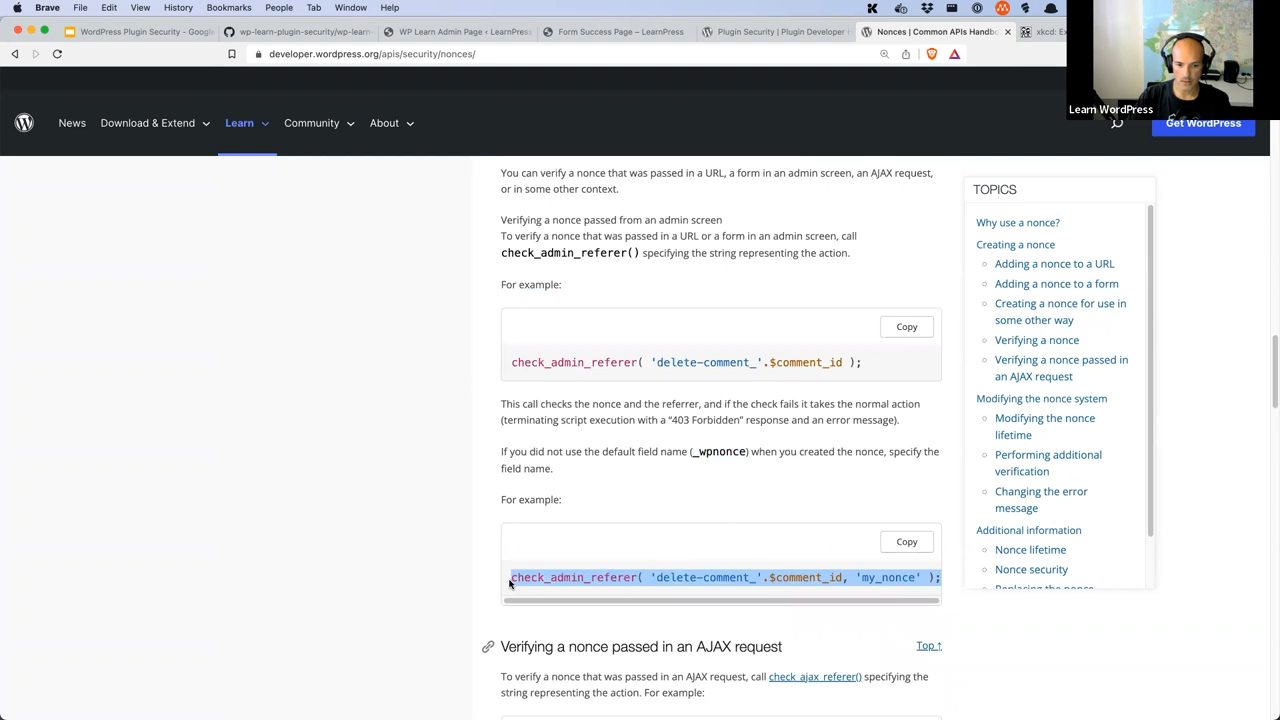 Brave File Edit View History Bookmarks People Tab Window Help
WordPress Plugin Security - Google
wp-learn-plugin-security/wp-learn-
WP Learn Admin Page ‹ LearnPress
Form Success Page – LearnPress
Plugin Security | Plugin Developer
Nonces | Common APIs Handbo
xkcd: Ex
developer.wordpress.org/apis/security/nonces/
Learn WordPress
News Download & Extend Learn Community About
Get WordPress
You can verify a nonce that was passed in a URL, a form in an admin screen, an AJAX request,
or in some other context.
Verifying a nonce passed from an admin screen
To verify a nonce that was passed in a URL or a form in an admin screen, call
check_admin_referer() specifying the string representing the action.
For example:
Copy
check_admin_referer( 'delete-comment_'.$comment_id );
This call checks the nonce and the referrer, and if the check fails it takes the normal action
(terminating script execution with a “403 Forbidden” response and an error message).
If you did not use the default field name (_wpnonce) when you created the nonce, specify the
field name.
For example:
Copy
check_admin_referer( 'delete-comment_'.$comment_id, 'my_nonce' );
Verifying a nonce passed in an AJAX request
Top ↑
To verify a nonce that was passed in an AJAX request, call check_ajax_referer() specifying the
string representing the action. For example:
TOPICS
Why use a nonce?
Creating a nonce
Adding a nonce to a URL
Adding a nonce to a form
Creating a nonce for use in
some other way
Verifying a nonce
Verifying a nonce passed in
an AJAX request
Modifying the nonce system
Modifying the nonce
lifetime
Performing additional
verification
Changing the error
message
Additional information
Nonce lifetime
Nonce security
Replacing the nonce